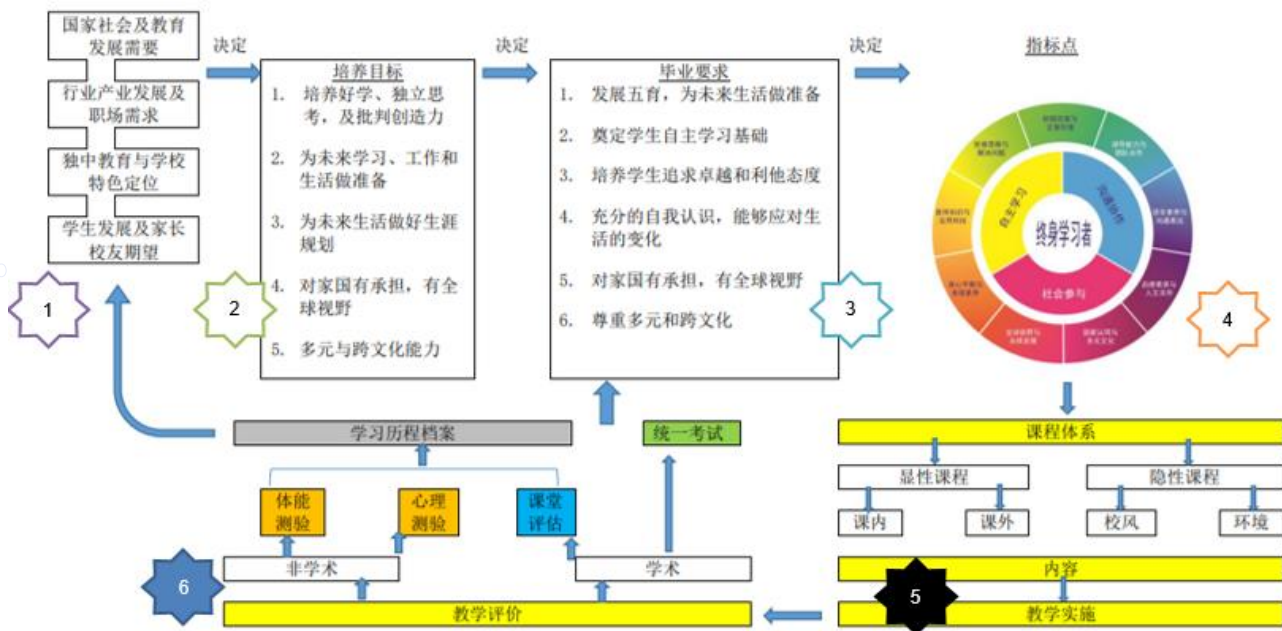 国家社会及教育
发展需要
行业产业发展及
职场需求
独中教育与学校
特色定位
学生发展及家长
校友期望
1
决定
培养目标
1. 培养好学、独立思
考，及批判创造力
2. 为未来学习、工作和
生活做准备
3. 为未来生活做好生涯
规划
4. 对家国有承担，有全
球视野
5. 多元与跨文化能力
2
决定
毕业要求
1. 发展五育，为未来生活做准备
2. 奠定学生自主学习基础
3. 培养学生追求卓越和利他态度
4. 充分的自我认识，能够应对生
活的变化
5. 对家国有承担，有全球视野
6. 尊重多元和跨文化
3
决定
指标点
自主学习
沟通协作
终身学习者
社会参与
4
学习历程档案
统一考试
体能
测验
心理
测验
课堂
评估
非学术
学术
6
教学评价
课程体系
显性课程
隐性课程
课内
课外
校风
环境
内容
5
教学实施